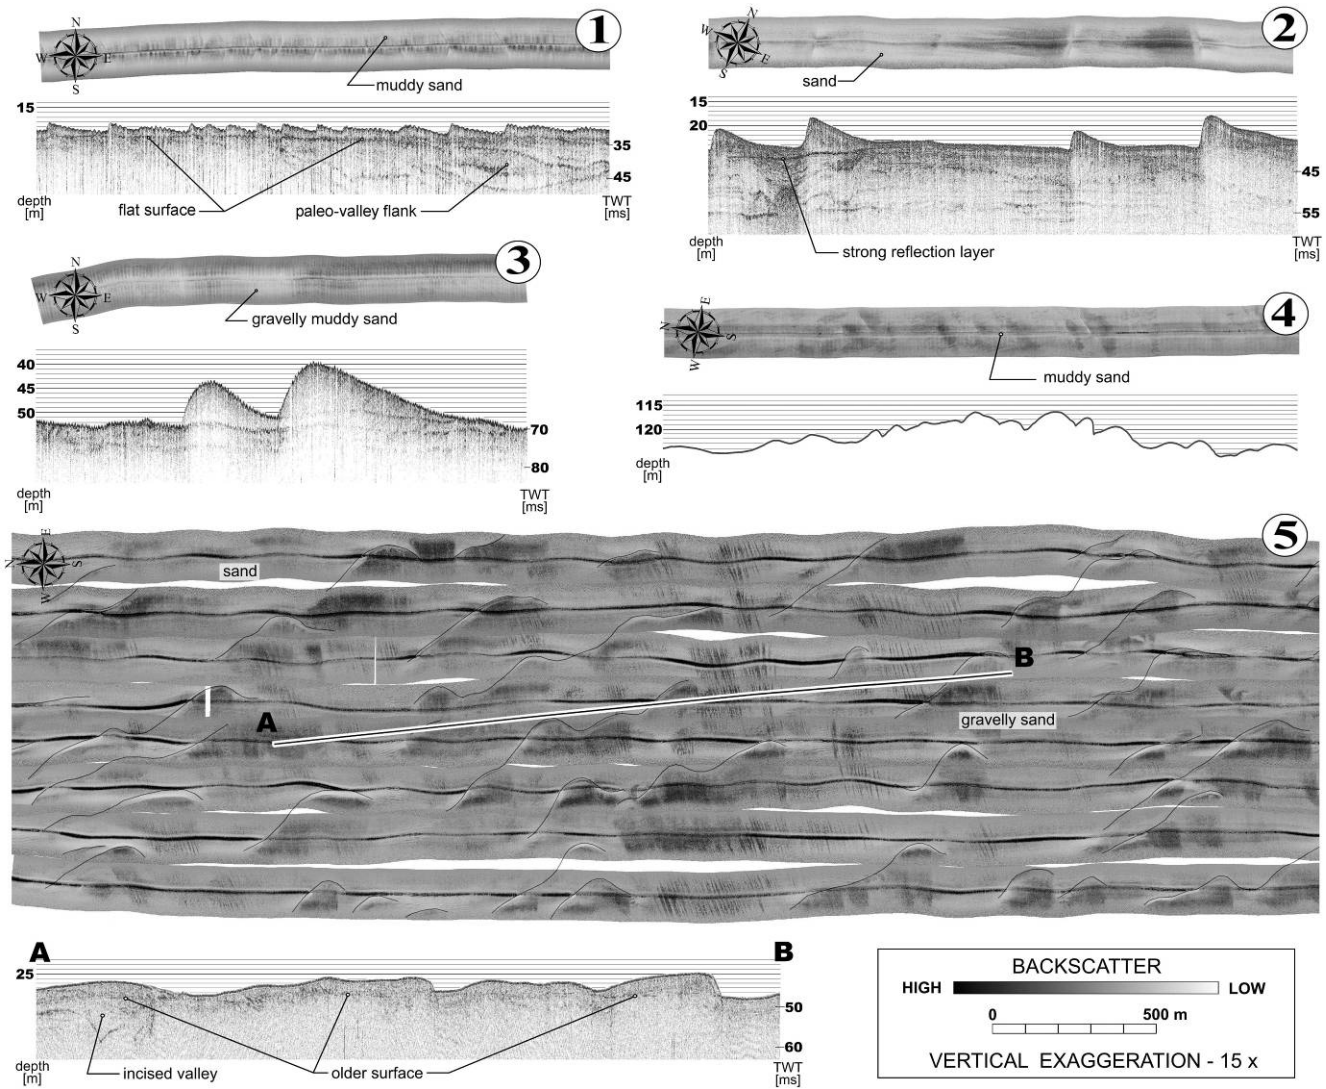 N
W E
S
1
muddy sand
15
35
45
depth
[m]
TWT
[ms]
flat surface
paleo-valley flank
N
W
E
S
2
sand
15
20
45
55
depth
[m]
TWT
[ms]
strong reflection layer
N
W E
S
3
gravelly muddy sand
40
45
50
70
80
depth
[m]
TWT
[ms]
E
N S
W
4
muddy sand
115
120
depth
[m]
E
N S
W
5
sand
A
B
gravelly sand
A B
25
50
60
depth
[m]
TWT
[ms]
incised valley
older surface
BACKSCATTER
HIGH LOW
0 500 m
VERTICAL EXAGGERATION - 15 x